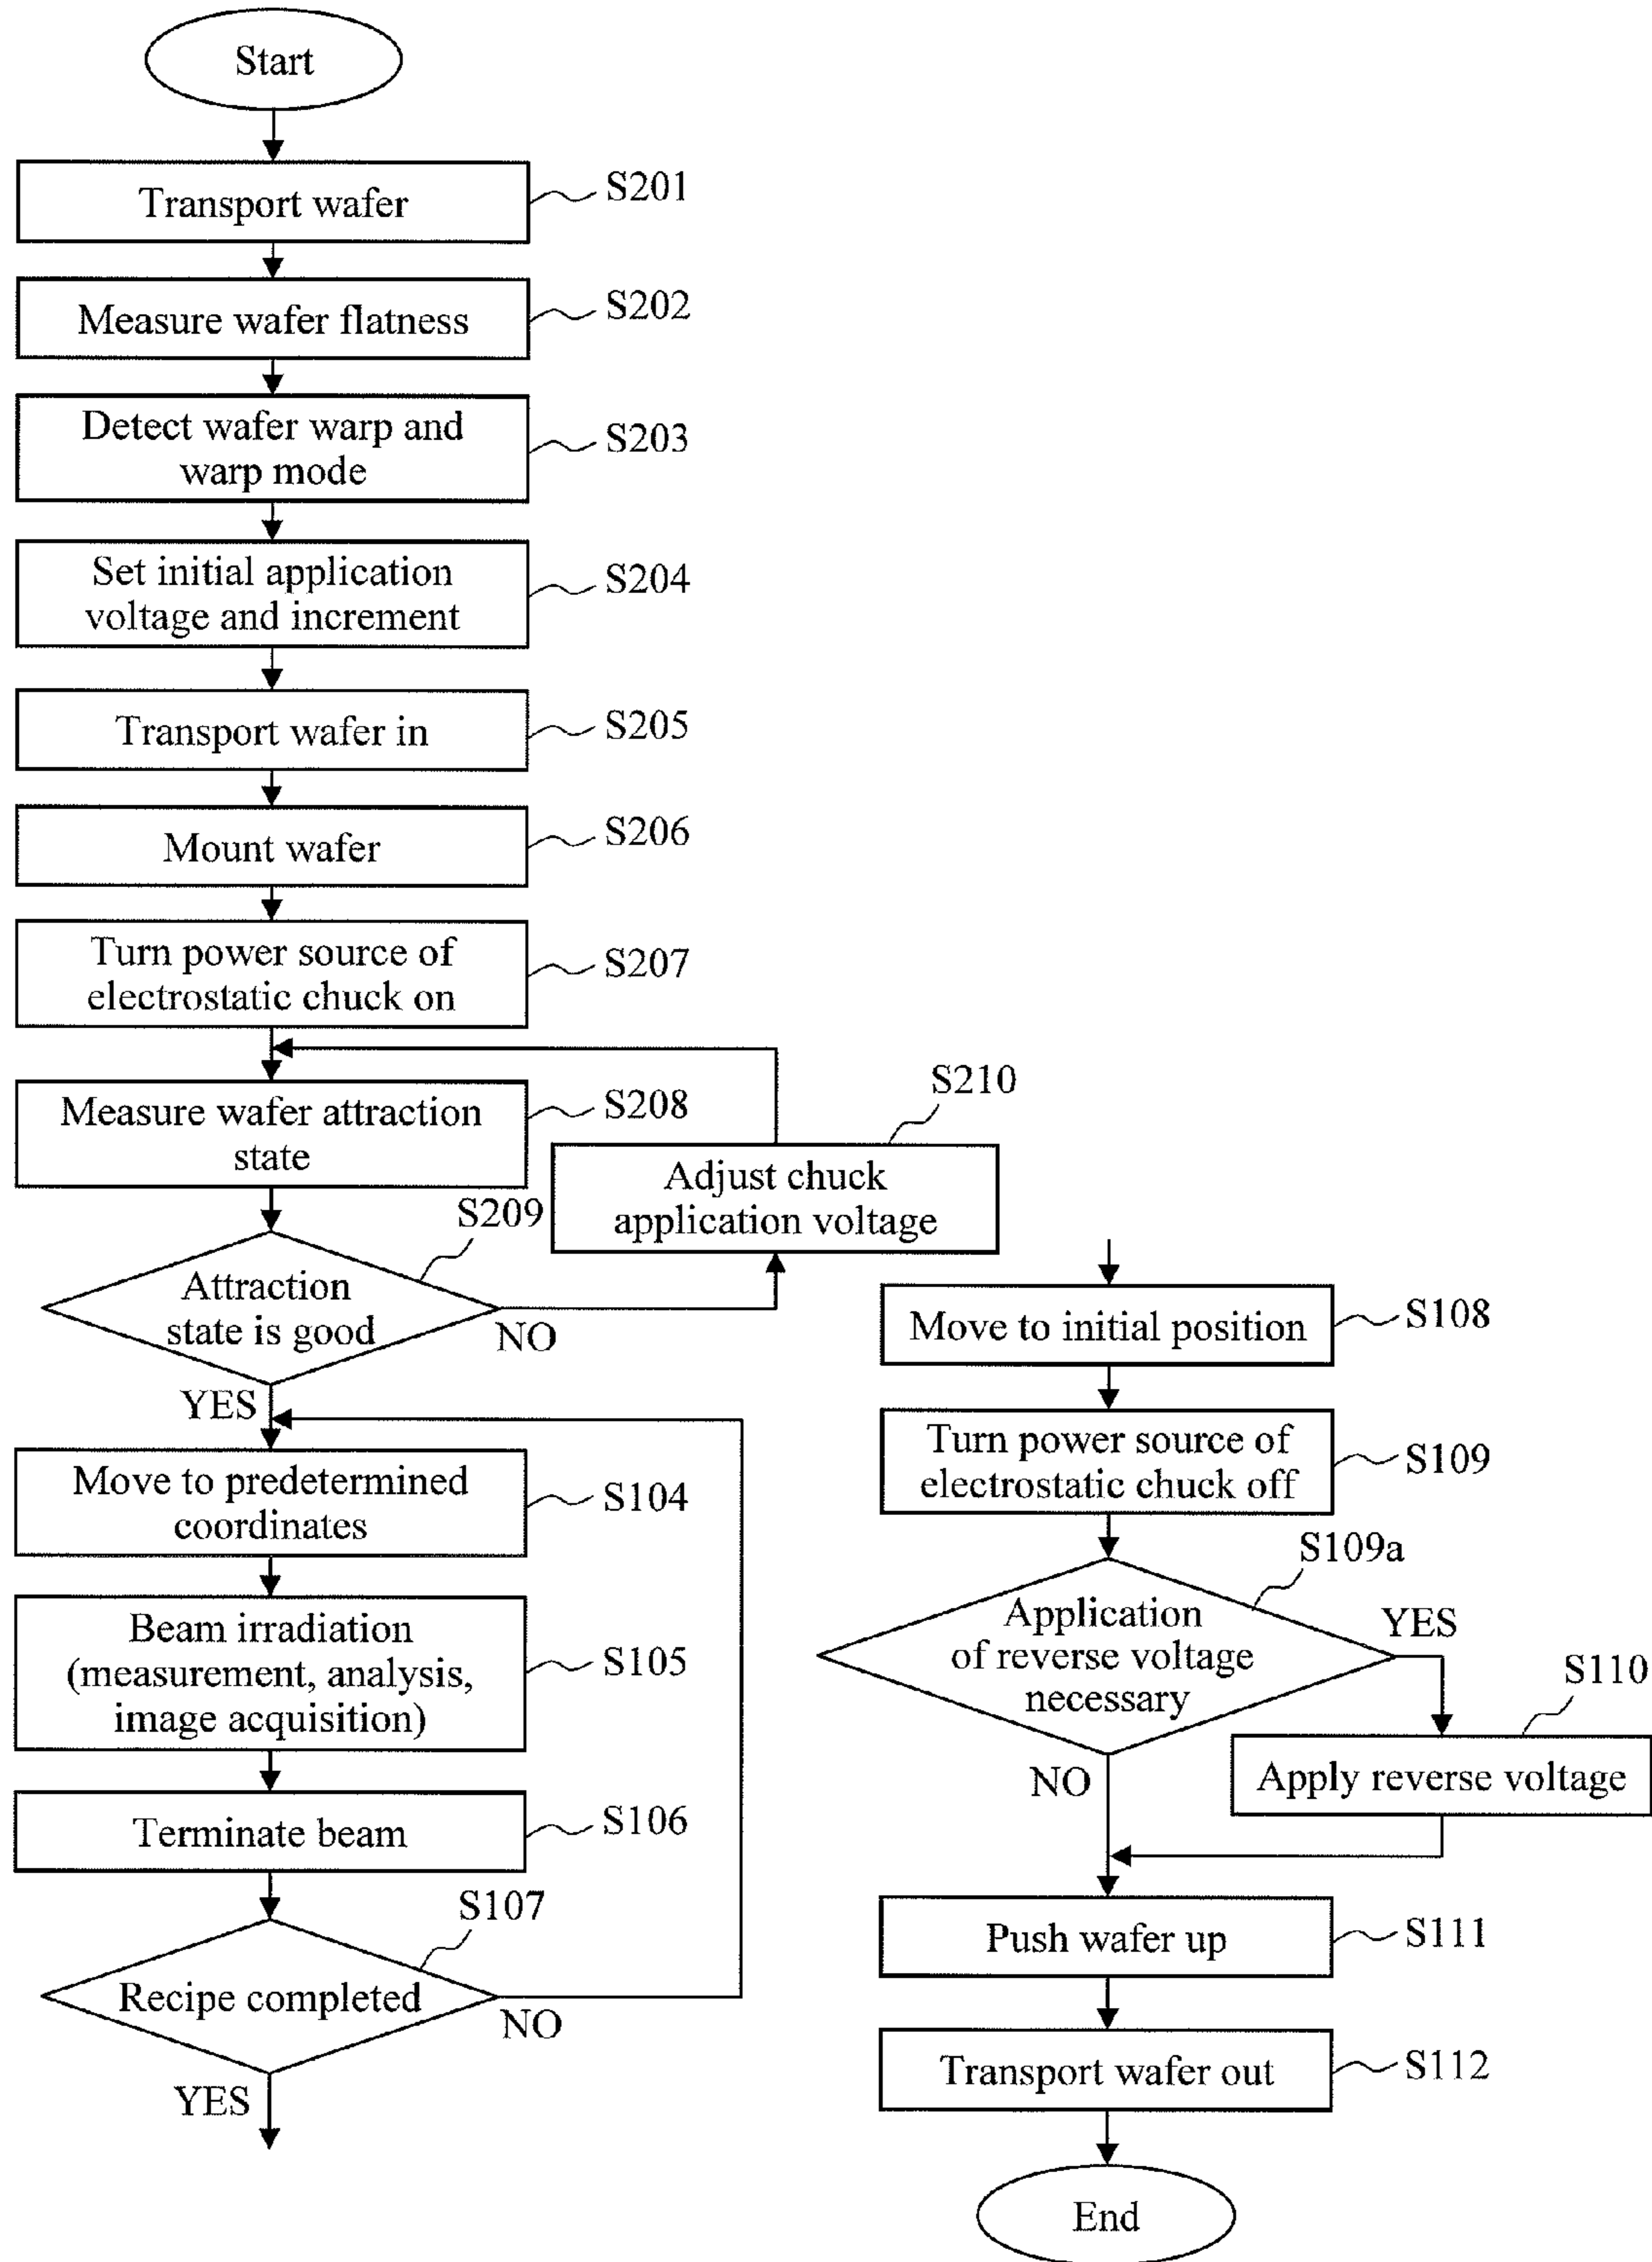 Start
Transport wafer
S201
Measure wafer flatness
S202
Detect wafer warp and
warp mode
S203
Set initial application
voltage and increment
S204
Transport wafer in
S205
Mount wafer
S206
Turn power source of
electrostatic chuck on
S207
Measure wafer attraction
state
S208
S210
Adjust chuck
application voltage
S209
Attraction
state is good
NO
YES
Move to predetermined
coordinates
S104
Beam irradiation
(measurement, analysis,
image acquisition)
S105
Terminate beam
S106
S107
Recipe completed
NO
YES
Move to initial position
S108
Turn power source of
electrostatic chuck off
S109
S109a
Application
of reverse voltage
necessary
YES
S110
Apply reverse voltage
NO
Push wafer up
S111
Transport wafer out
S112
End